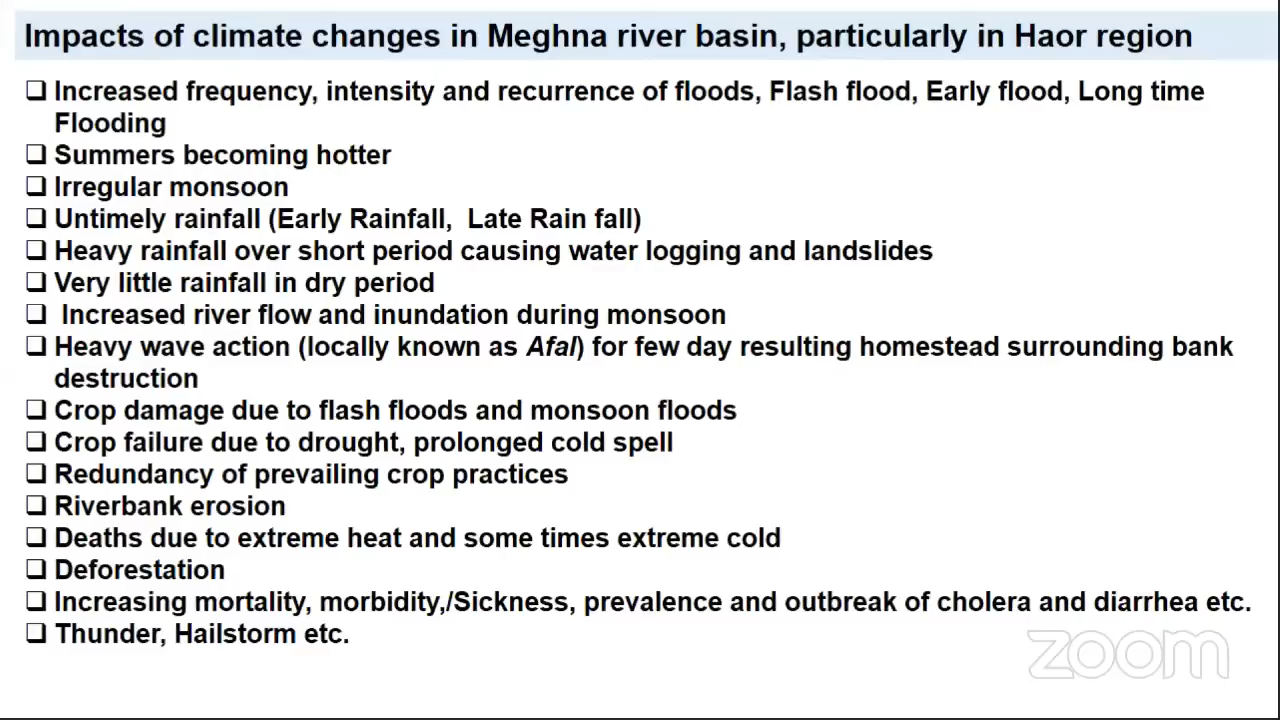 Impacts of climate changes in Meghna river basin, particularly in Haor region
❑ Increased frequency, intensity and recurrence of floods, Flash flood, Early flood, Long time
Flooding
❑ Summers becoming hotter
❑ Irregular monsoon
❑ Untimely rainfall (Early Rainfall, Late Rain fall)
❑ Heavy rainfall over short period causing water logging and landslides
❑ Very little rainfall in dry period
❑ Increased river flow and inundation during monsoon
❑ Heavy wave action (locally known as Afal) for few day resulting homestead surrounding bank
destruction
❑ Crop damage due to flash floods and monsoon floods
❑ Crop failure due to drought, prolonged cold spell
❑ Redundancy of prevailing crop practices
❑ Riverbank erosion
❑ Deaths due to extreme heat and some times extreme cold
❑ Deforestation
❑ Increasing mortality, morbidity,/Sickness, prevalence and outbreak of cholera and diarrhea etc.
❑ Thunder, Hailstorm etc.
zoom